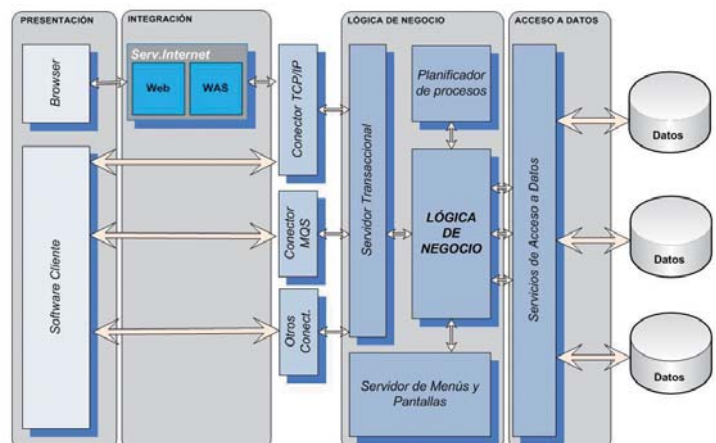 PRESENTACIÓN
INTEGRACIÓN
LÓGICA DE NEGOCIO
ACCESO A DATOS
Browser
Serv.Internet
Web
WAS
Conector TCP/IP
Planificador
de procesos
Datos
Software Cliente
Conector
MQS
Servidor Transaccional
LÓGICA
DE
NEGOCIO
Servicios de Acceso a Datos
Datos
Otros
Conect.
Servidor de Menús y
Pantallas
Datos